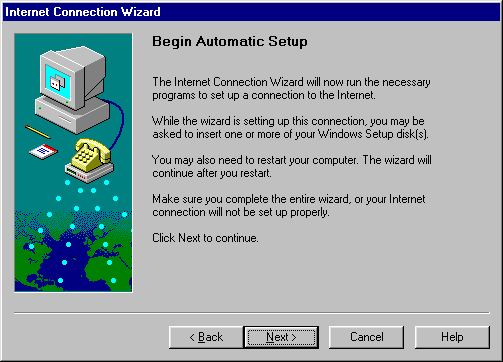 Internet Connection Wizard
Begin Automatic Setup
The Internet Connection Wizard will now run the necessary
programs to set up a connection to the Internet.
While the wizard is setting up this connection, you may be
asked to insert one or more of your Windows Setup disk(s).
You may also need to restart your computer. The wizard will
continue after you restart.
Make sure you complete the entire wizard, or your Internet
connection will not be set up properly.
Click Next to continue.
< Back
Next >
Cancel
Help